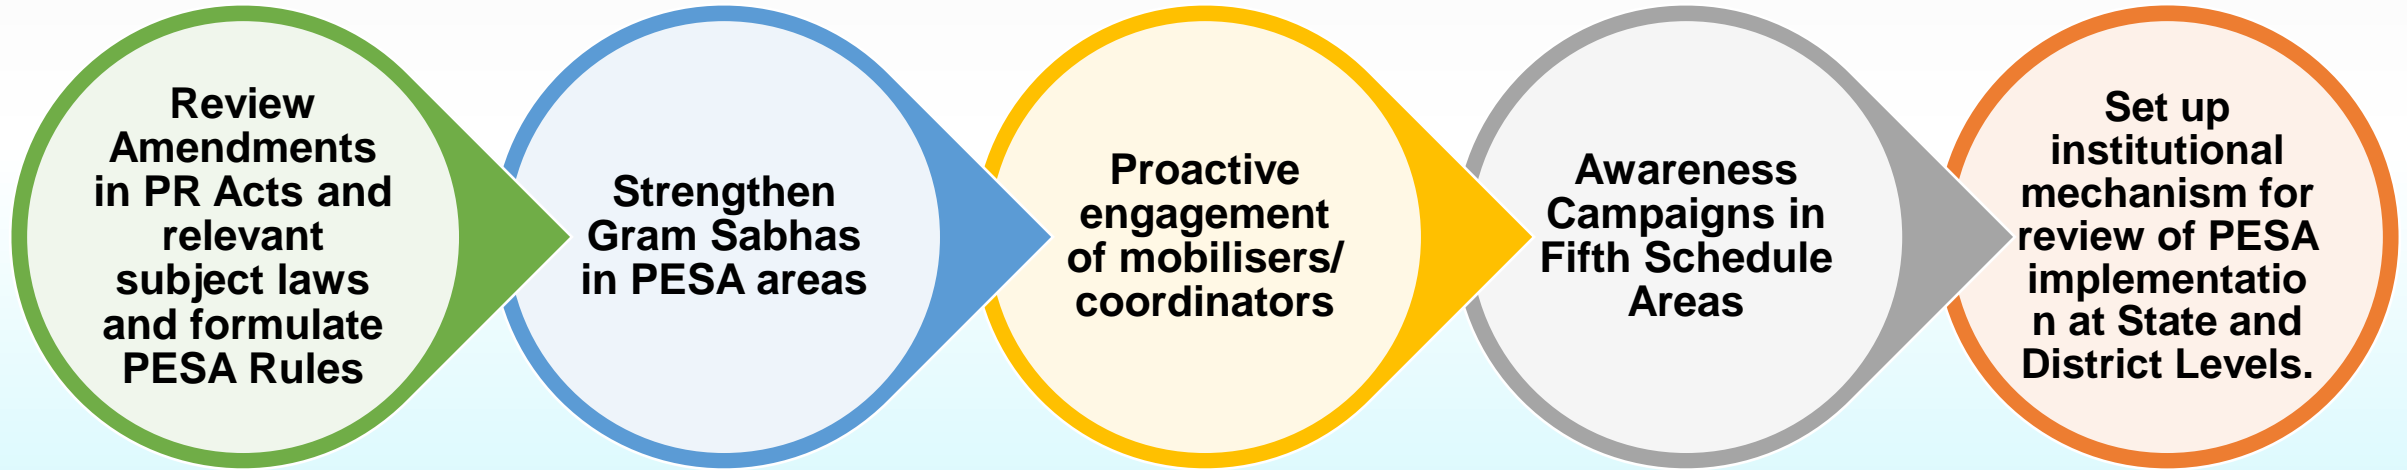 Review
Amendments
in PR Acts and
relevant
subject laws
and formulate
PESA Rules
Strengthen
Gram Sabhas
in PESA areas
Proactive
engagement
of mobilisers/
coordinators
Awareness
Campaigns in
Fifth Schedule
Areas
Set up
institutional
mechanism for
review of PESA
implementatio
n at State and
District Levels.